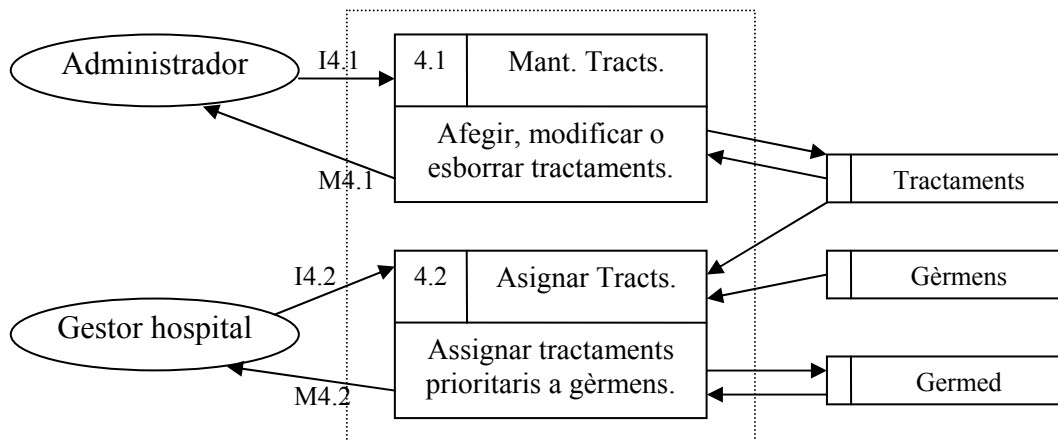 Administrador
I4.1
M4.1
4.1
Mant. Tracts.
Afegir, modificar o
esborrar tractaments.
Tractaments
Gestor hospital
I4.2
M4.2
4.2
Asignar Tracts.
Assignar tractaments
prioritaris a gèrmens.
Gèrmens
Germed